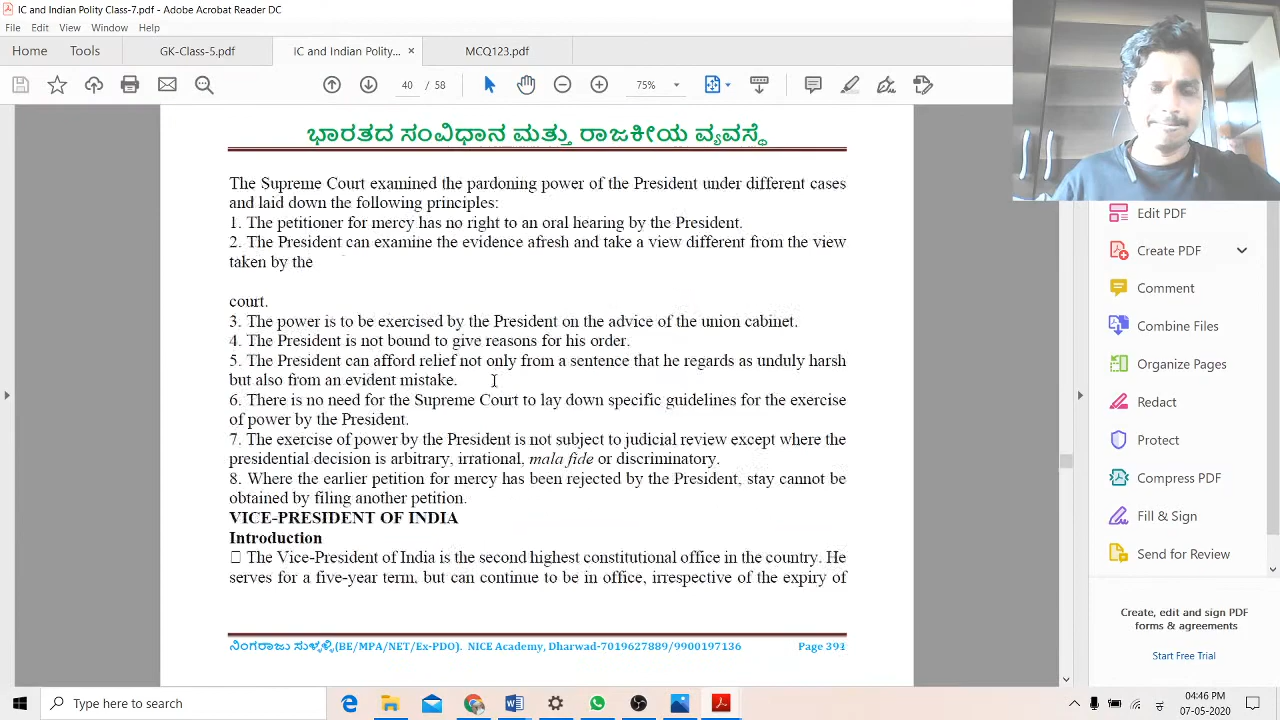 IC and Indian Polity Class-7.pdf - Adobe Acrobat Reader DC
File Edit View Window Help
Home Tools GK-Class-5.pdf IC and Indian Polity... × MCQ123.pdf
40 / 58 75%
ಭಾರತದ ಸಂವಿಧಾನ ಮತ್ತು ರಾಜಕೀಯ ವ್ಯವಸ್ಥೆ
The Supreme Court examined the pardoning power of the President under different cases
and laid down the following principles:
1. The petitioner for mercy has no right to an oral hearing by the President.
2. The President can examine the evidence afresh and take a view different from the view
taken by the
court.
3. The power is to be exercised by the President on the advice of the union cabinet.
4. The President is not bound to give reasons for his order.
5. The President can afford relief not only from a sentence that he regards as unduly harsh
but also from an evident mistake.
6. There is no need for the Supreme Court to lay down specific guidelines for the exercise
of power by the President.
7. The exercise of power by the President is not subject to judicial review except where the
presidential decision is arbitrary, irrational, mala fide or discriminatory.
8. Where the earlier petition for mercy has been rejected by the President, stay cannot be
obtained by filing another petition.
VICE-PRESIDENT OF INDIA
Introduction
The Vice-President of India is the second highest constitutional office in the country. He
serves for a five-year term, but can continue to be in office, irrespective of the expiry of
ನಿಂಗರಾಜು ಸುಳ್ಳಳ್ಳಿ(BE/MPA/NET/Ex-PDO). NICE Academy, Dharwad-7019627889/9900197136 Page
Edit PDF
Create PDF
Comment
Combine Files
Organize Pages
Redact
Protect
Compress PDF
Fill & Sign
Send for Review
Create, edit and sign PDF
forms & agreements
Start Free Trial
Type here to search
04:46 PM
07-05-2020